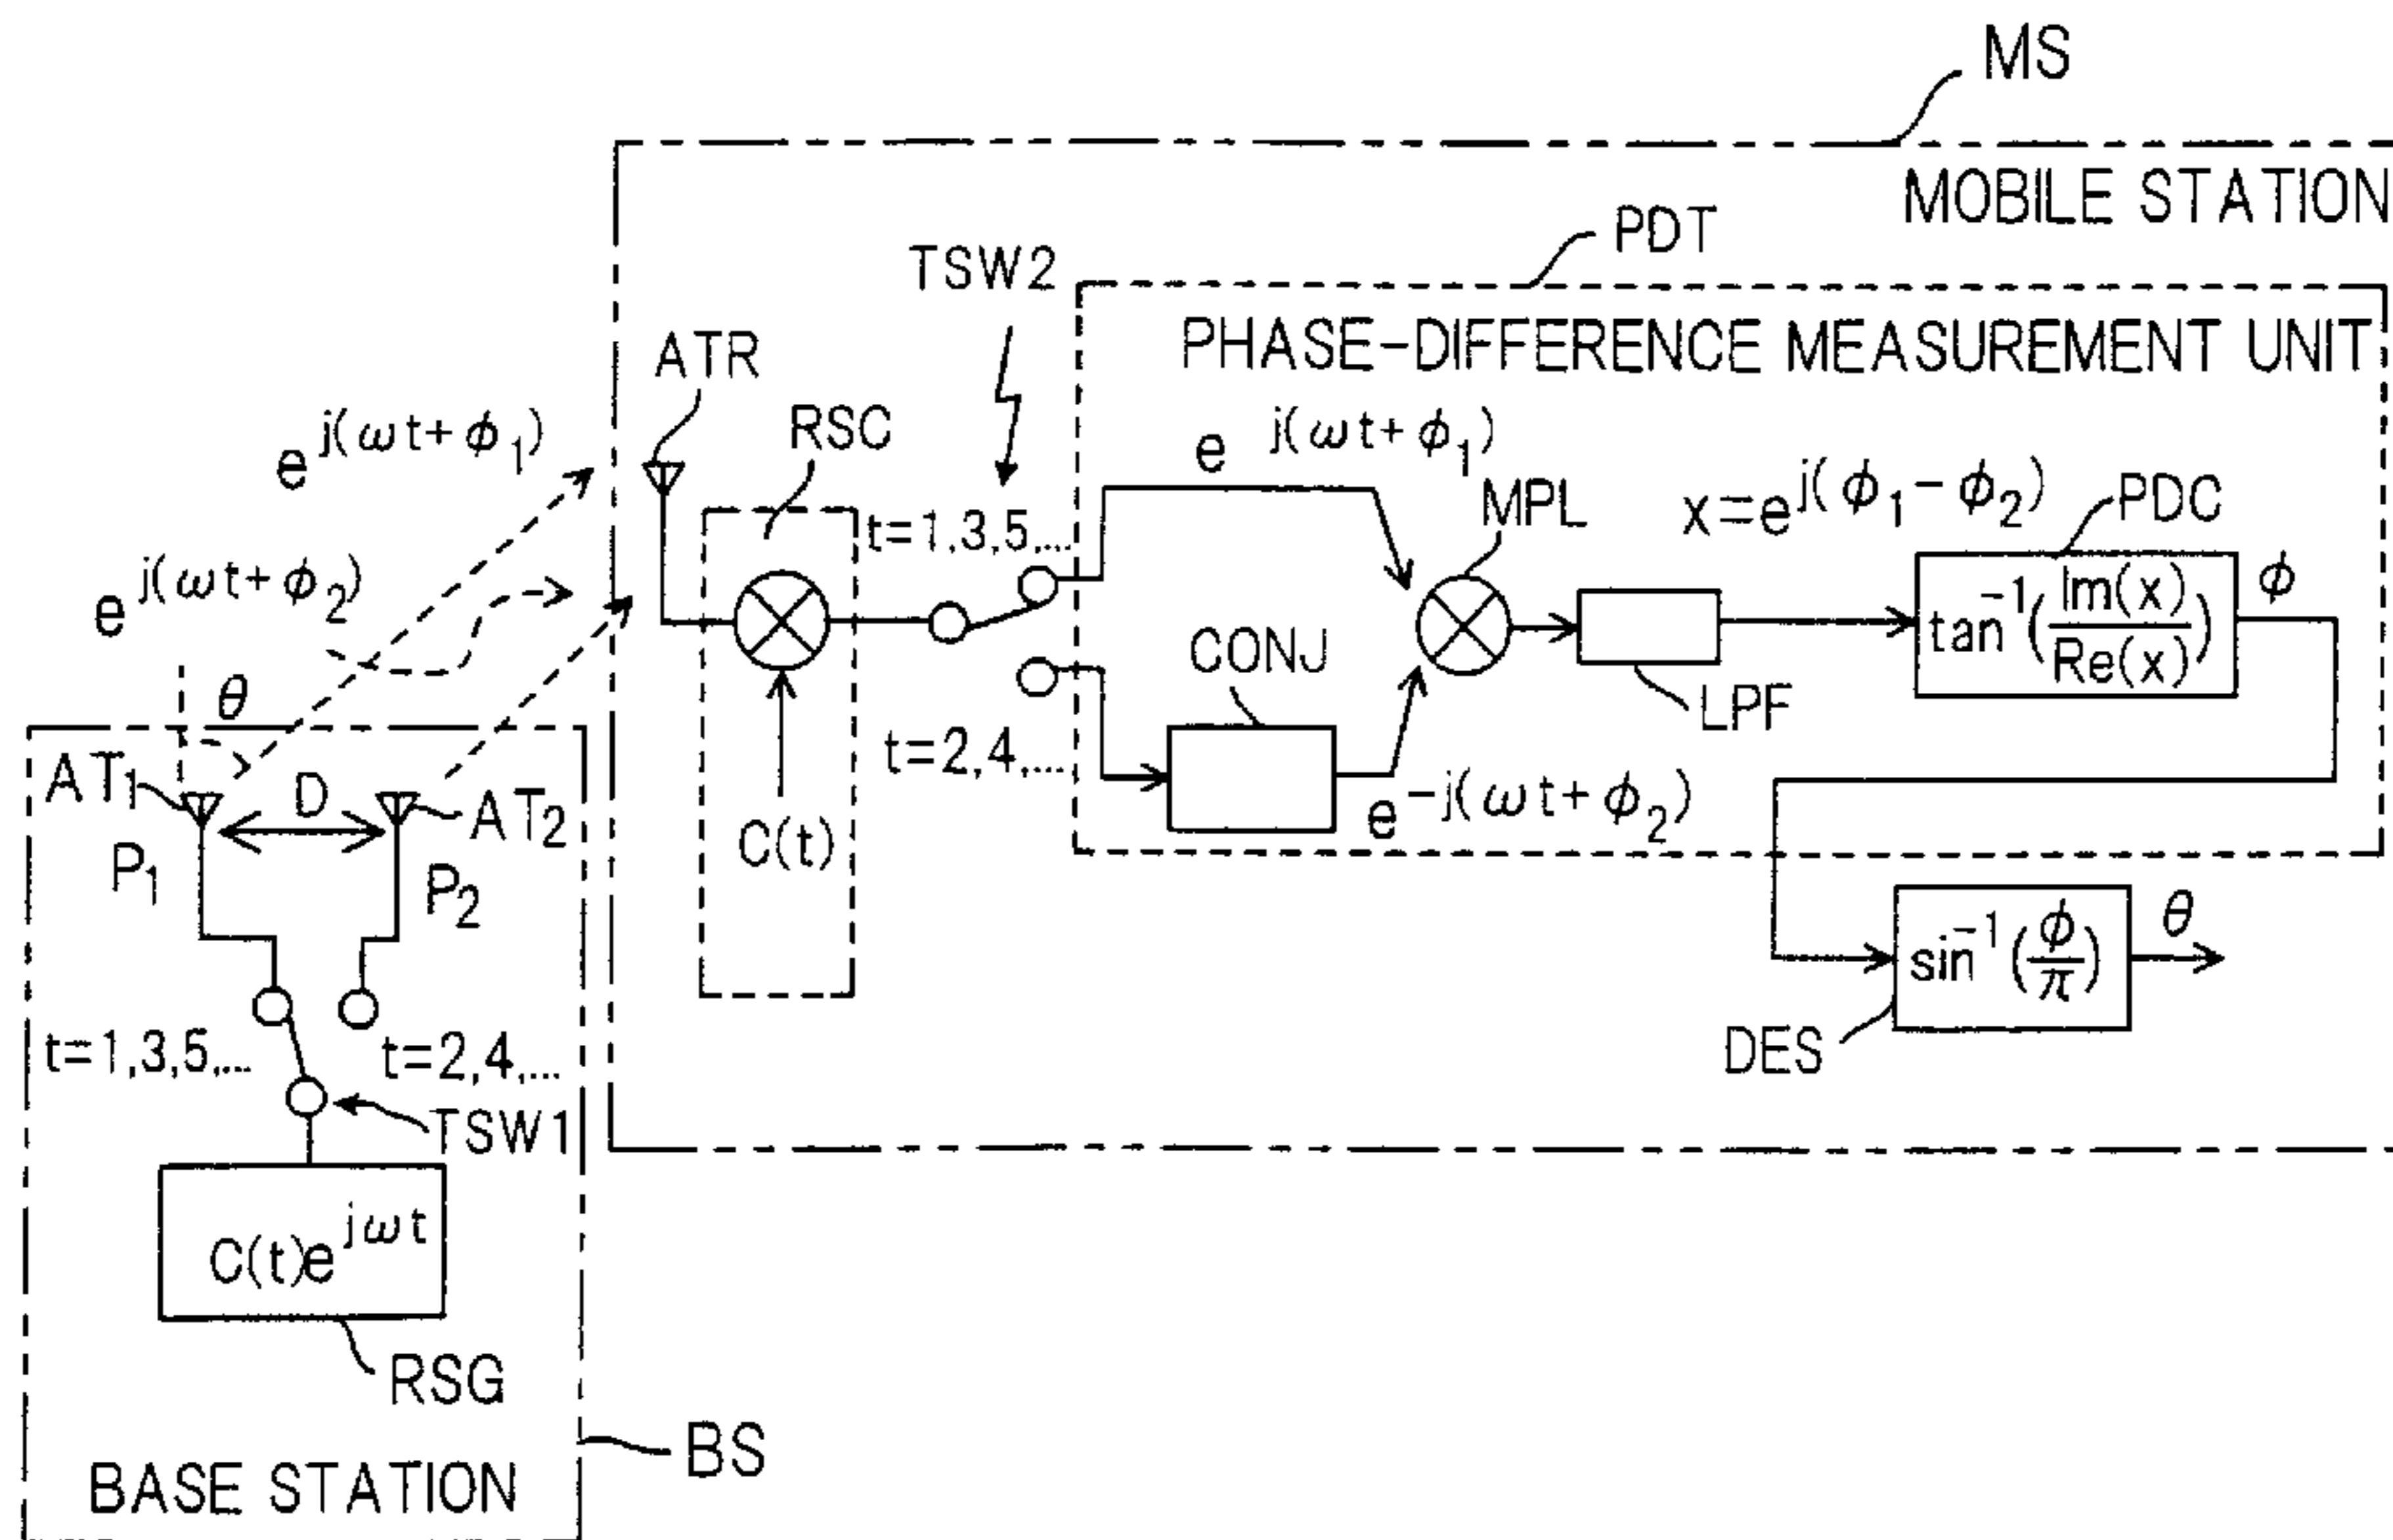 MS
MOBILE STATION
PDT
TSW2
PHASE-DIFFERENCE MEASUREMENT UNIT
ATR
RSC
e^{j(ωt+ϕ₁)}
e^{j(ωt+ϕ₁)}
MPL
x=e^{j(ϕ₁-ϕ₂)}
PDC
t=1,3,5,...
e^{j(ωt+ϕ₂)}
tan⁻¹(Im(x)/Re(x))
ϕ
CONJ
LPF
θ
t=2,4,...
AT₁
D
AT₂
C(t)
e^{-j(ωt+ϕ₂)}
P₁
P₂
sin⁻¹(ϕ/π)
θ
DES
t=1,3,5,...
t=2,4,...
TSW1
C(t)e^{jωt}
RSG
BS
BASE STATION